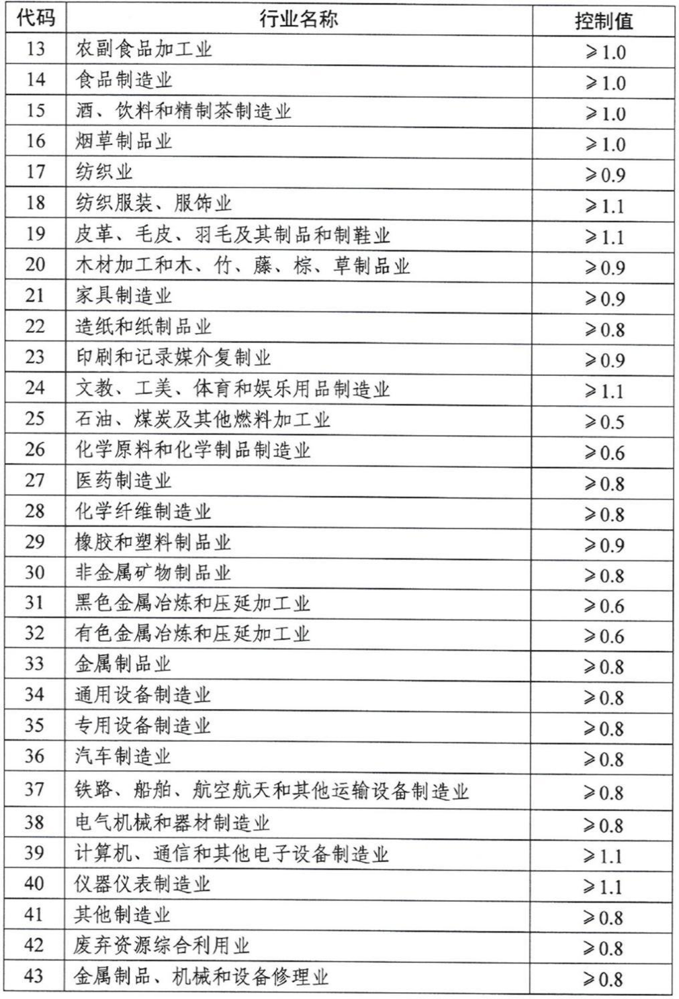 代码 行业名称 控制值
13 农副食品加工业 ⩾1.0
14 食品制造业 ⩾1.0
15 酒、饮料和精制茶制造业 ⩾1.0
16 烟草制品业 ⩾1.0
17 纺织业 ⩾0.9
18 纺织服装、服饰业 ⩾1.1
19 皮革、毛皮、羽毛及其制品和制鞋业 ⩾1.1
20 木材加工和木、竹、藤、棕、草制品业 ⩾0.9
21 家具制造业 ⩾0.9
22 造纸和纸制品业 ⩾0.8
23 印刷和记录媒介复制业 ⩾0.9
24 文教、工美、体育和娱乐用品制造业 ⩾1.1
25 石油、煤炭及其他燃料加工业 ⩾0.5
26 化学原料和化学制品制造业 ⩾0.6
27 医药制造业 ⩾0.8
28 化学纤维制造业 ⩾0.8
29 橡胶和塑料制品业 ⩾0.9
30 非金属矿物制品业 ⩾0.8
31 黑色金属冶炼和压延加工业 ⩾0.6
32 有色金属冶炼和压延加工业 ⩾0.6
33 金属制品业 ⩾0.8
34 通用设备制造业 ⩾0.8
35 专用设备制造业 ⩾0.8
36 汽车制造业 ⩾0.8
37 铁路、船舶、航空航天和其他运输设备制造业 ⩾0.8
38 电气机械和器材制造业 ⩾0.8
39 计算机、通信和其他电子设备制造业 ⩾1.1
40 仪器仪表制造业 ⩾1.1
41 其他制造业 ⩾0.8
42 废弃资源综合利用业 ⩾0.8
43 金属制品、机械和设备修理业 ⩾0.8